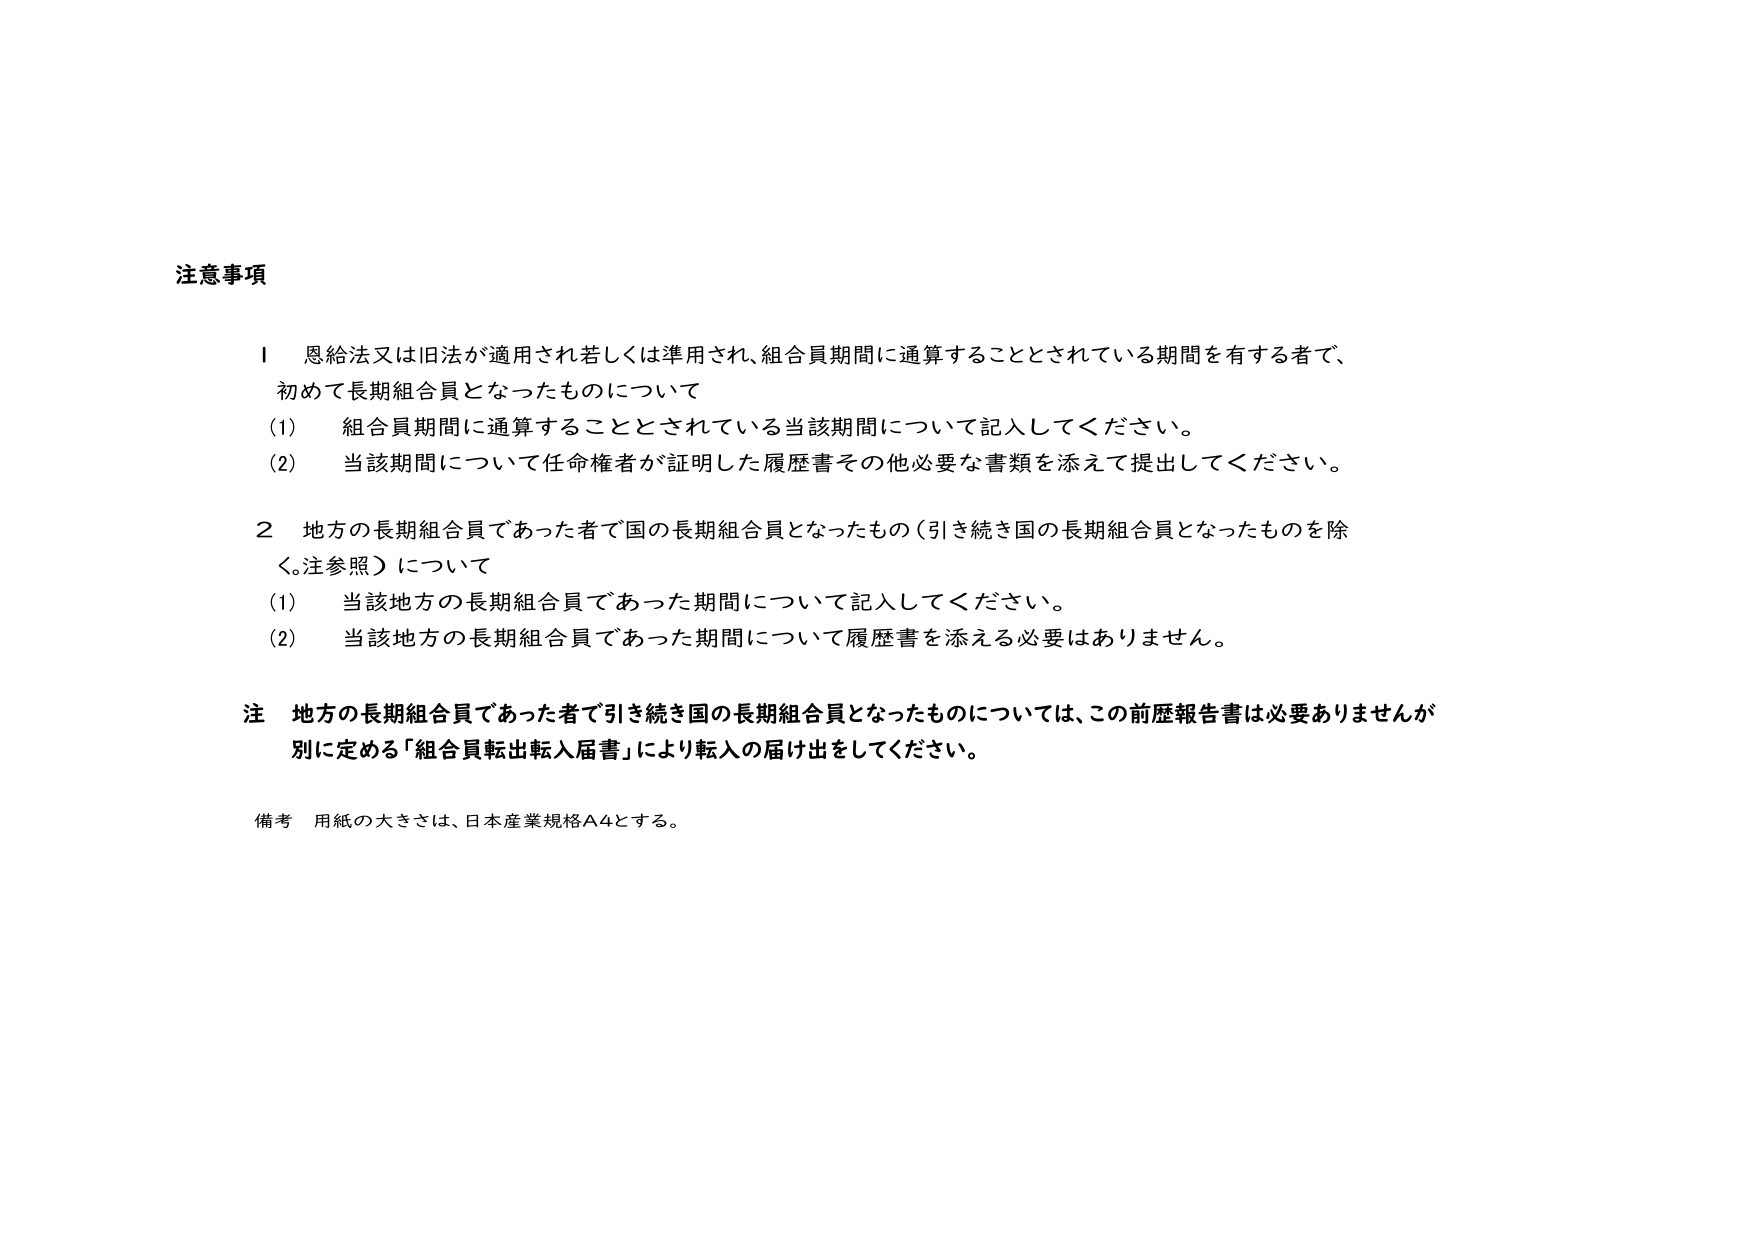 注意事項
1　恩給法又は旧法が適用され若しくは準用され、組合員期間に通算することとされている期間を有する者で、
初めて長期組合員となったものについて
(1)　組合員期間に通算することとされている当該期間について記入してください。
(2)　当該期間について任命権者が証明した履歴書その他必要な書類を添えて提出してください。
2　地方の長期組合員であった者で国の長期組合員となったもの（引き続き国の長期組合員となったものを除
く。注参照）について
(1)　当該地方の長期組合員であった期間について記入してください。
(2)　当該地方の長期組合員であった期間について履歴書を添える必要はありません。
注　地方の長期組合員であった者で引き続き国の長期組合員となったものについては、この前歴報告書は必要ありませんが
別に定める「組合員転出転入届書」により転入の届け出をしてください。
備考　用紙の大きさは、日本産業規格A4とする。